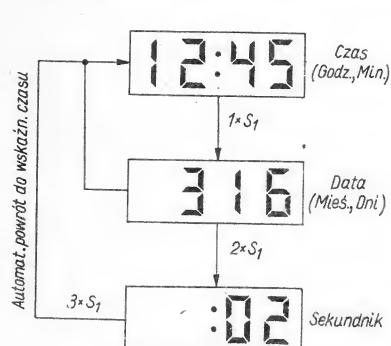 12:45
Czas
(Godz., Min.)
1×S₁
316
Data
(Mieś., Dni)
2×S₁
Automat. powrót do wskaźn. czasu
3×S₁
:02
Sekundnik